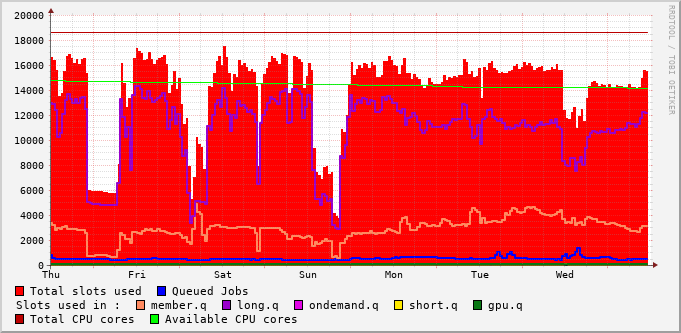 RRDTOOL / TOBI OETIKER
20000
18000
16000
14000
12000
10000
8000
6000
4000
2000
0
Thu Fri Sat Sun Mon Tue Wed
Total slots used Queued Jobs
Slots used in : member.q long.q ondemand.q short.q gpu.q
Total CPU cores Available CPU cores